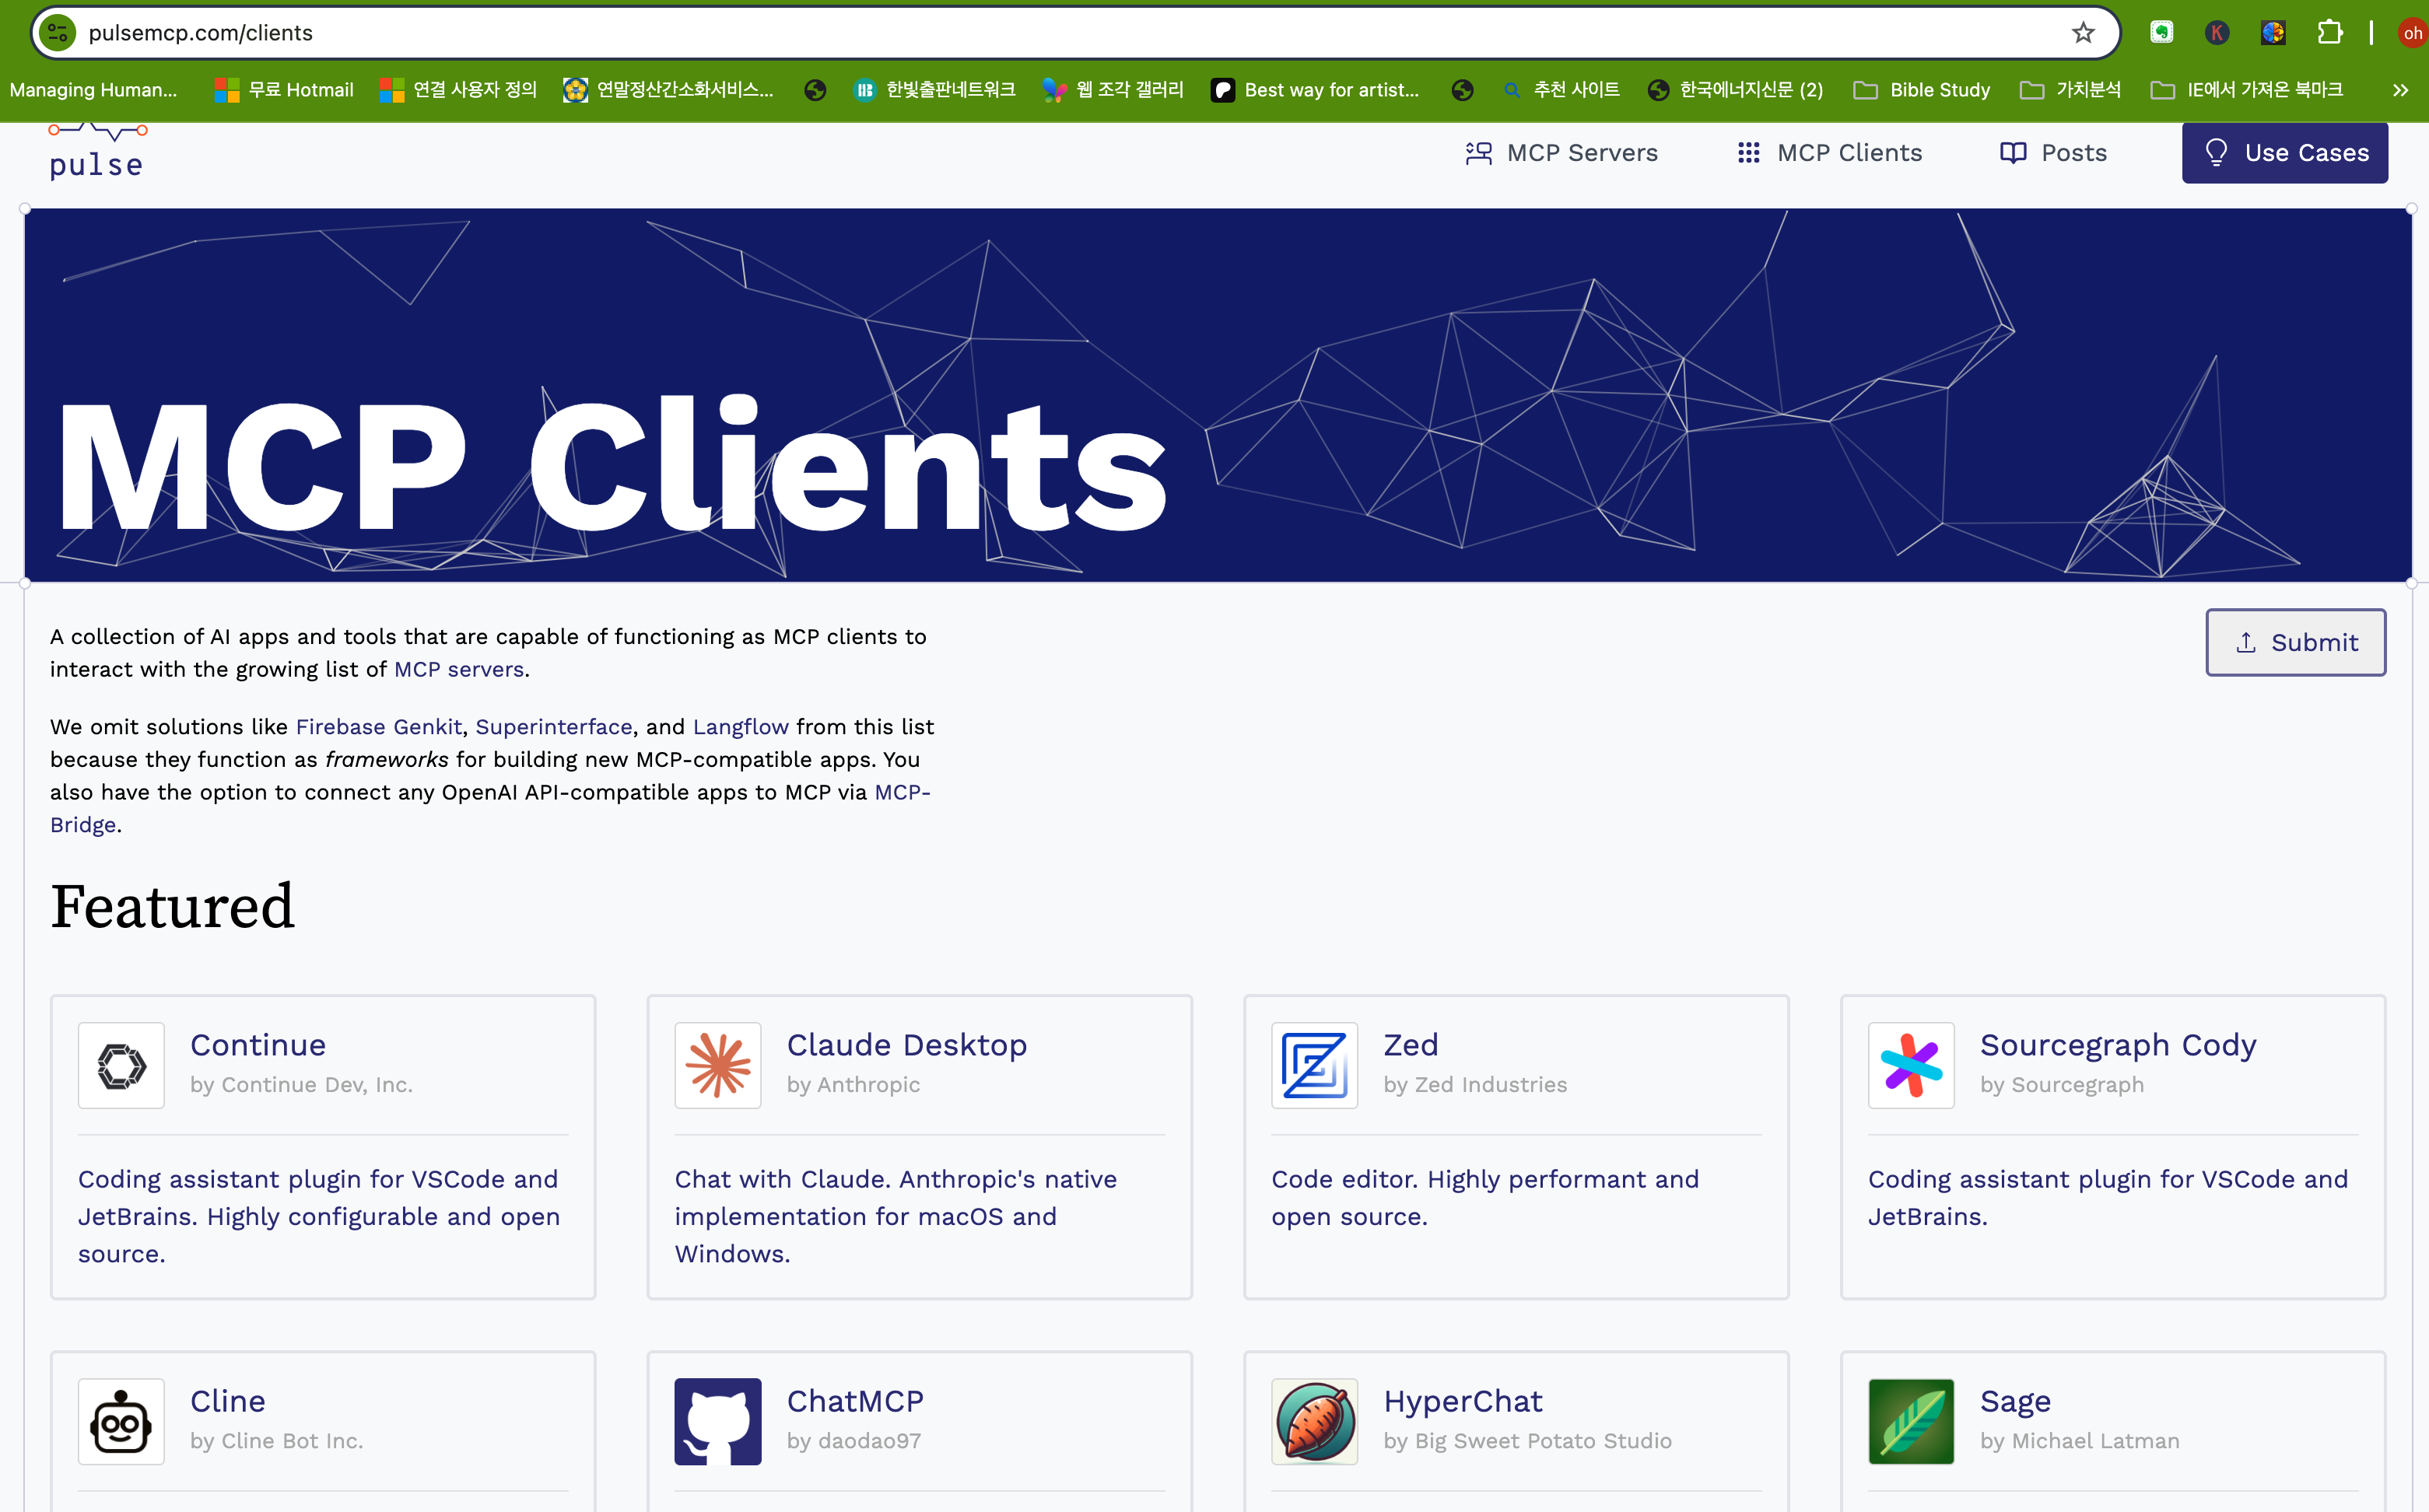 pulsemcp.com/clients
oh
Managing Human...
무료 Hotmail
연결 사용자 정의
연말정산간소화서비스...
한빛출판네트워크
웹 조각 갤러리
Best way for artist...
추천 사이트
한국에너지신문 (2)
Bible Study
가치분석
IE에서 가져온 북마크
pulse
MCP Servers
MCP Clients
Posts
Use Cases
MCP Clients
A collection of AI apps and tools that are capable of functioning as MCP clients to
interact with the growing list of MCP servers.
Submit
We omit solutions like Firebase Genkit, Superinterface, and Langflow from this list
because they function as frameworks for building new MCP-compatible apps. You
also have the option to connect any OpenAI API-compatible apps to MCP via MCP-
Bridge.
Featured
Continue
by Continue Dev, Inc.
Coding assistant plugin for VSCode and
JetBrains. Highly configurable and open
source.
Claude Desktop
by Anthropic
Chat with Claude. Anthropic's native
implementation for macOS and
Windows.
Zed
by Zed Industries
Code editor. Highly performant and
open source.
Sourcegraph Cody
by Sourcegraph
Coding assistant plugin for VSCode and
JetBrains.
Cline
by Cline Bot Inc.
ChatMCP
by daodao97
HyperChat
by Big Sweet Potato Studio
Sage
by Michael Latman